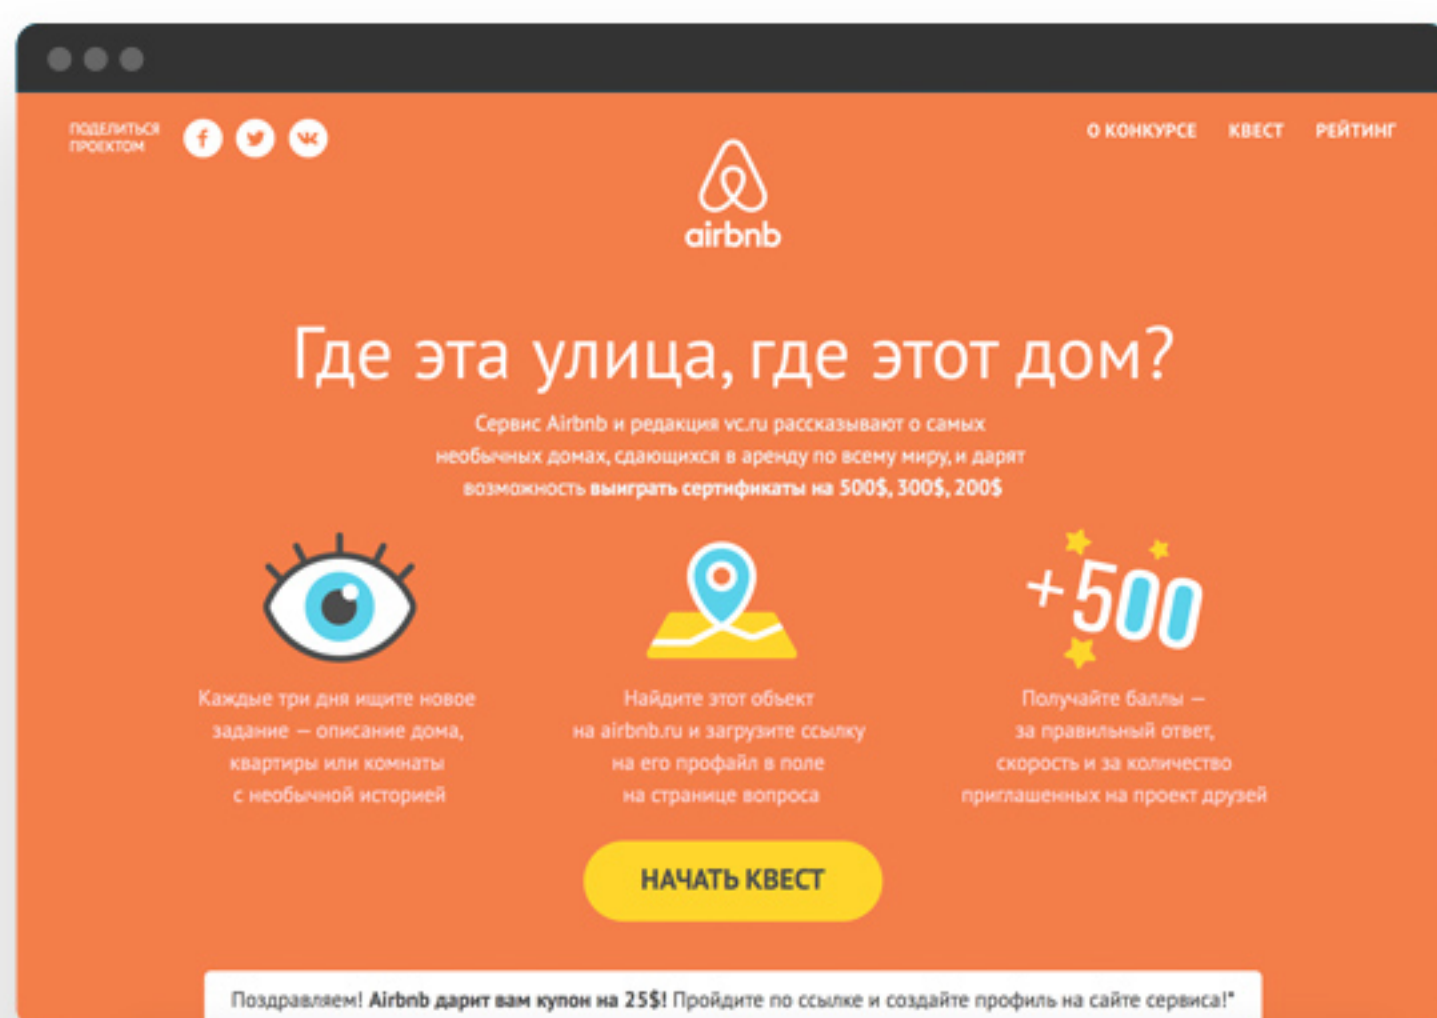 ПОДЕЛИТЬСЯ
ПРОЕКТОМ
О КОНКУРСЕ КВЕСТ РЕЙТИНГ
airbnb
Где эта улица, где этот дом?
Сервис Airbnb и редакция vc.ru рассказывают о самых
необычных домах, сдающихся в аренду по всему миру, и дарят
возможность выиграть сертификаты на 500$, 300$, 200$
+500
Каждые три дня ищите новое
задание — описание дома,
квартиры или комнаты
с необычной историей
Найдите этот объект
на airbnb.ru и загрузите ссылку
на его профайл в поле
на странице вопроса
Получайте баллы —
за правильный ответ,
скорость и за количество
приглашенных на проект друзей
НАЧАТЬ КВЕСТ
Поздравляем! Airbnb дарит вам купон на 25$! Пройдите по ссылке и создайте профиль на сайте сервиса!*